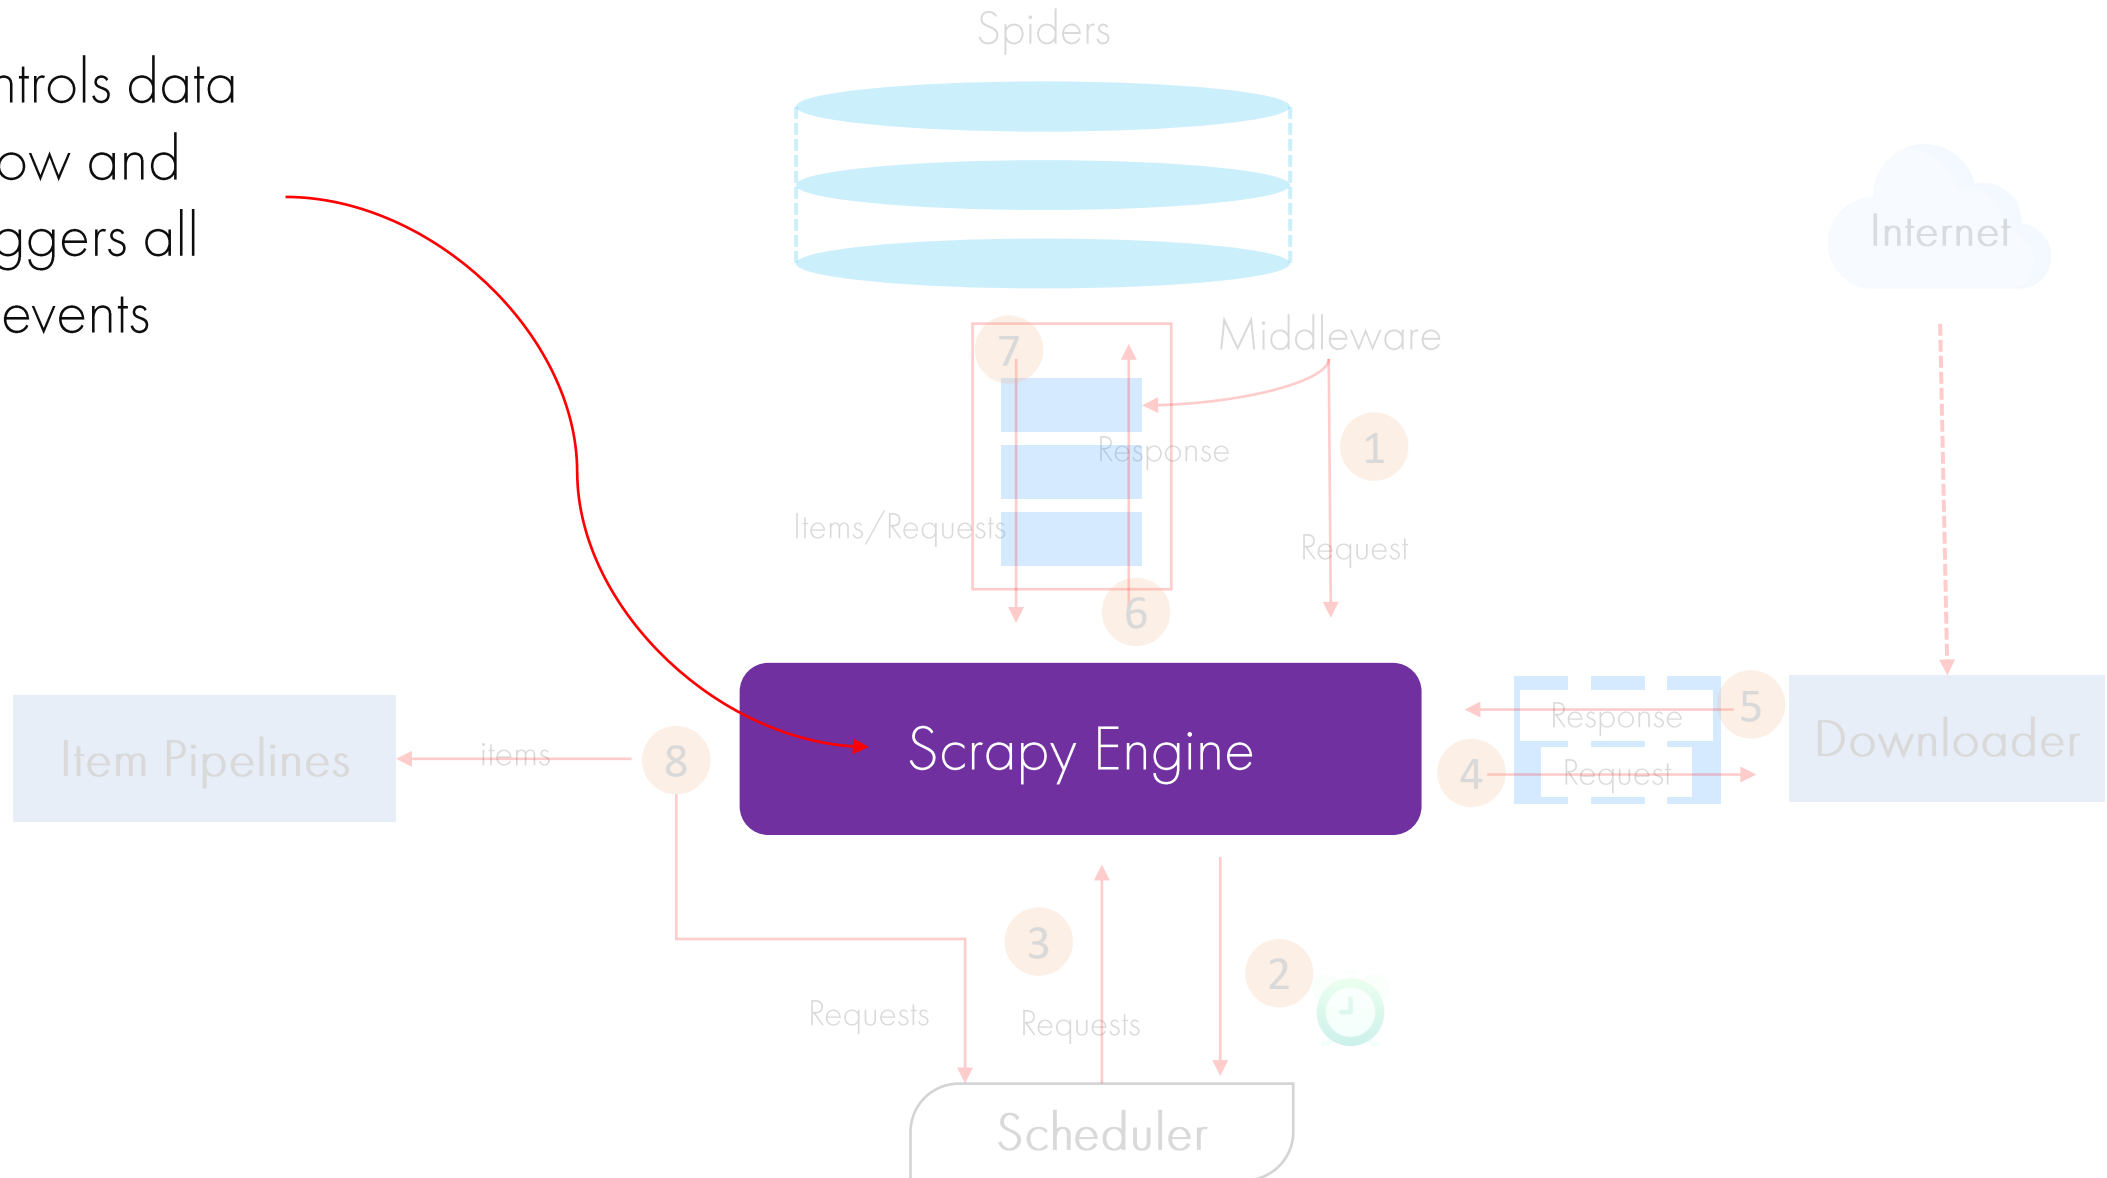 Spiders
ntrols data
ow and
ggers all
events
Internet
7
Middleware
1
Response
Items/Requests
Request
6
Item Pipelines
items
8
Scrapy Engine
5
Response
4
Request
Downloader
3
2
Requests
Requests
Scheduler